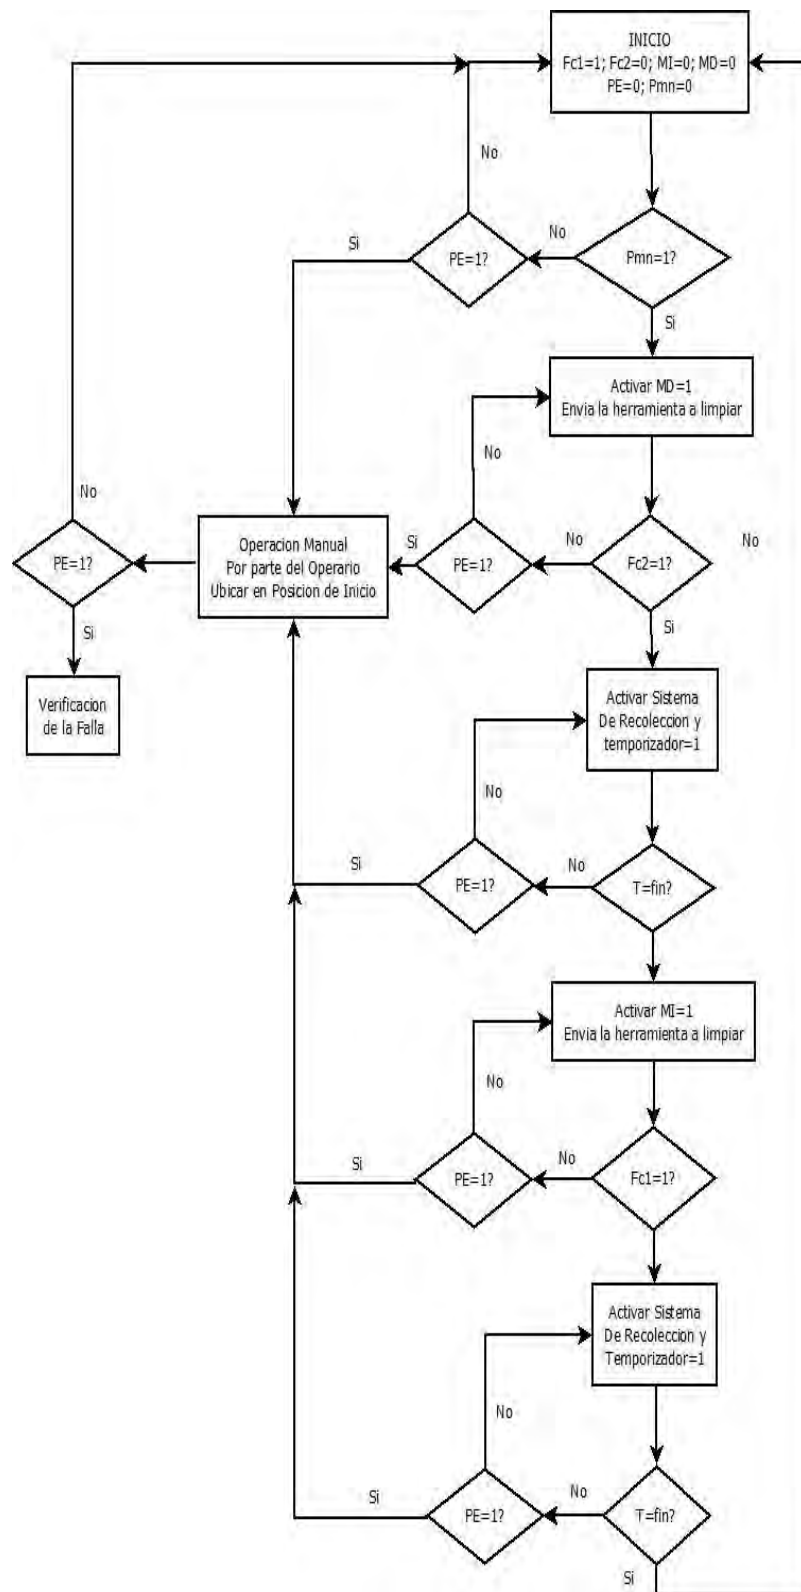 INICIO
Fc1=1; Fc2=0; MI=0; MD=0
PE=0; Pmn=0
No
No
Si
PE=1?
Pmn=1?
Si
Activar MD=1
Envia la herramienta a limpiar
No
No
Operacion Manual
Por parte del Operario
Ubicar en Posicion de Inicio
Si
PE=1?
No
Fc2=1?
No
PE=1?
Si
Si
Verificacion
de la Falla
Activar Sistema
De Recoleccion y
temporizador=1
No
Si
PE=1?
No
T=fin?
Activar MI=1
Envia la herramienta a limpiar
No
Si
PE=1?
No
Fc1=1?
Activar Sistema
De Recoleccion y
Temporizador=1
No
Si
PE=1?
No
T=fin?
Si